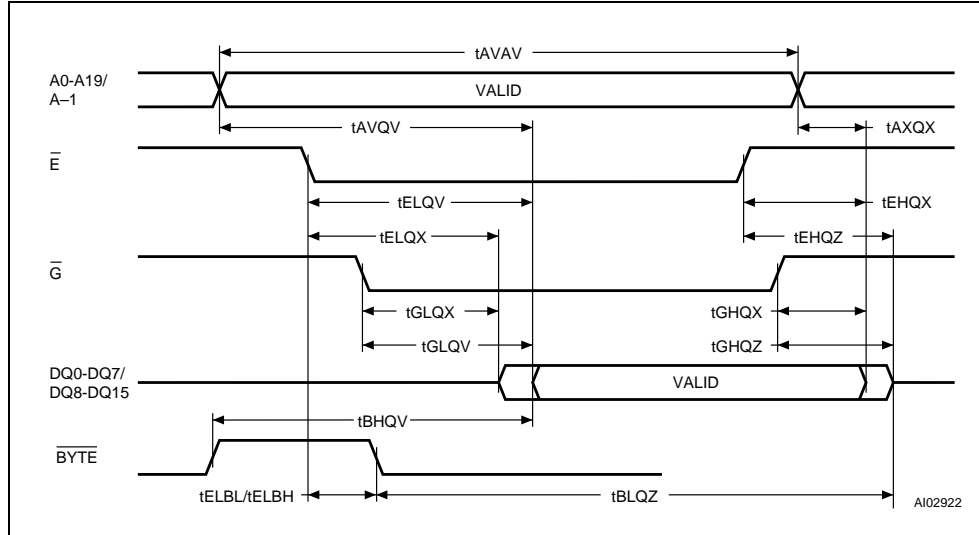 tAVAV
A0-A19/
A–1
VALID
tAVQV
tAXQX
E
tELQV
tEHQX
tELQX
tEHQZ
G
tGLQX
tGHQX
tGLQV
tGHQZ
DQ0-DQ7/
DQ8-DQ15
VALID
tBHQV
BYTE
tELBL/tELBH
tBLQZ
AI02922